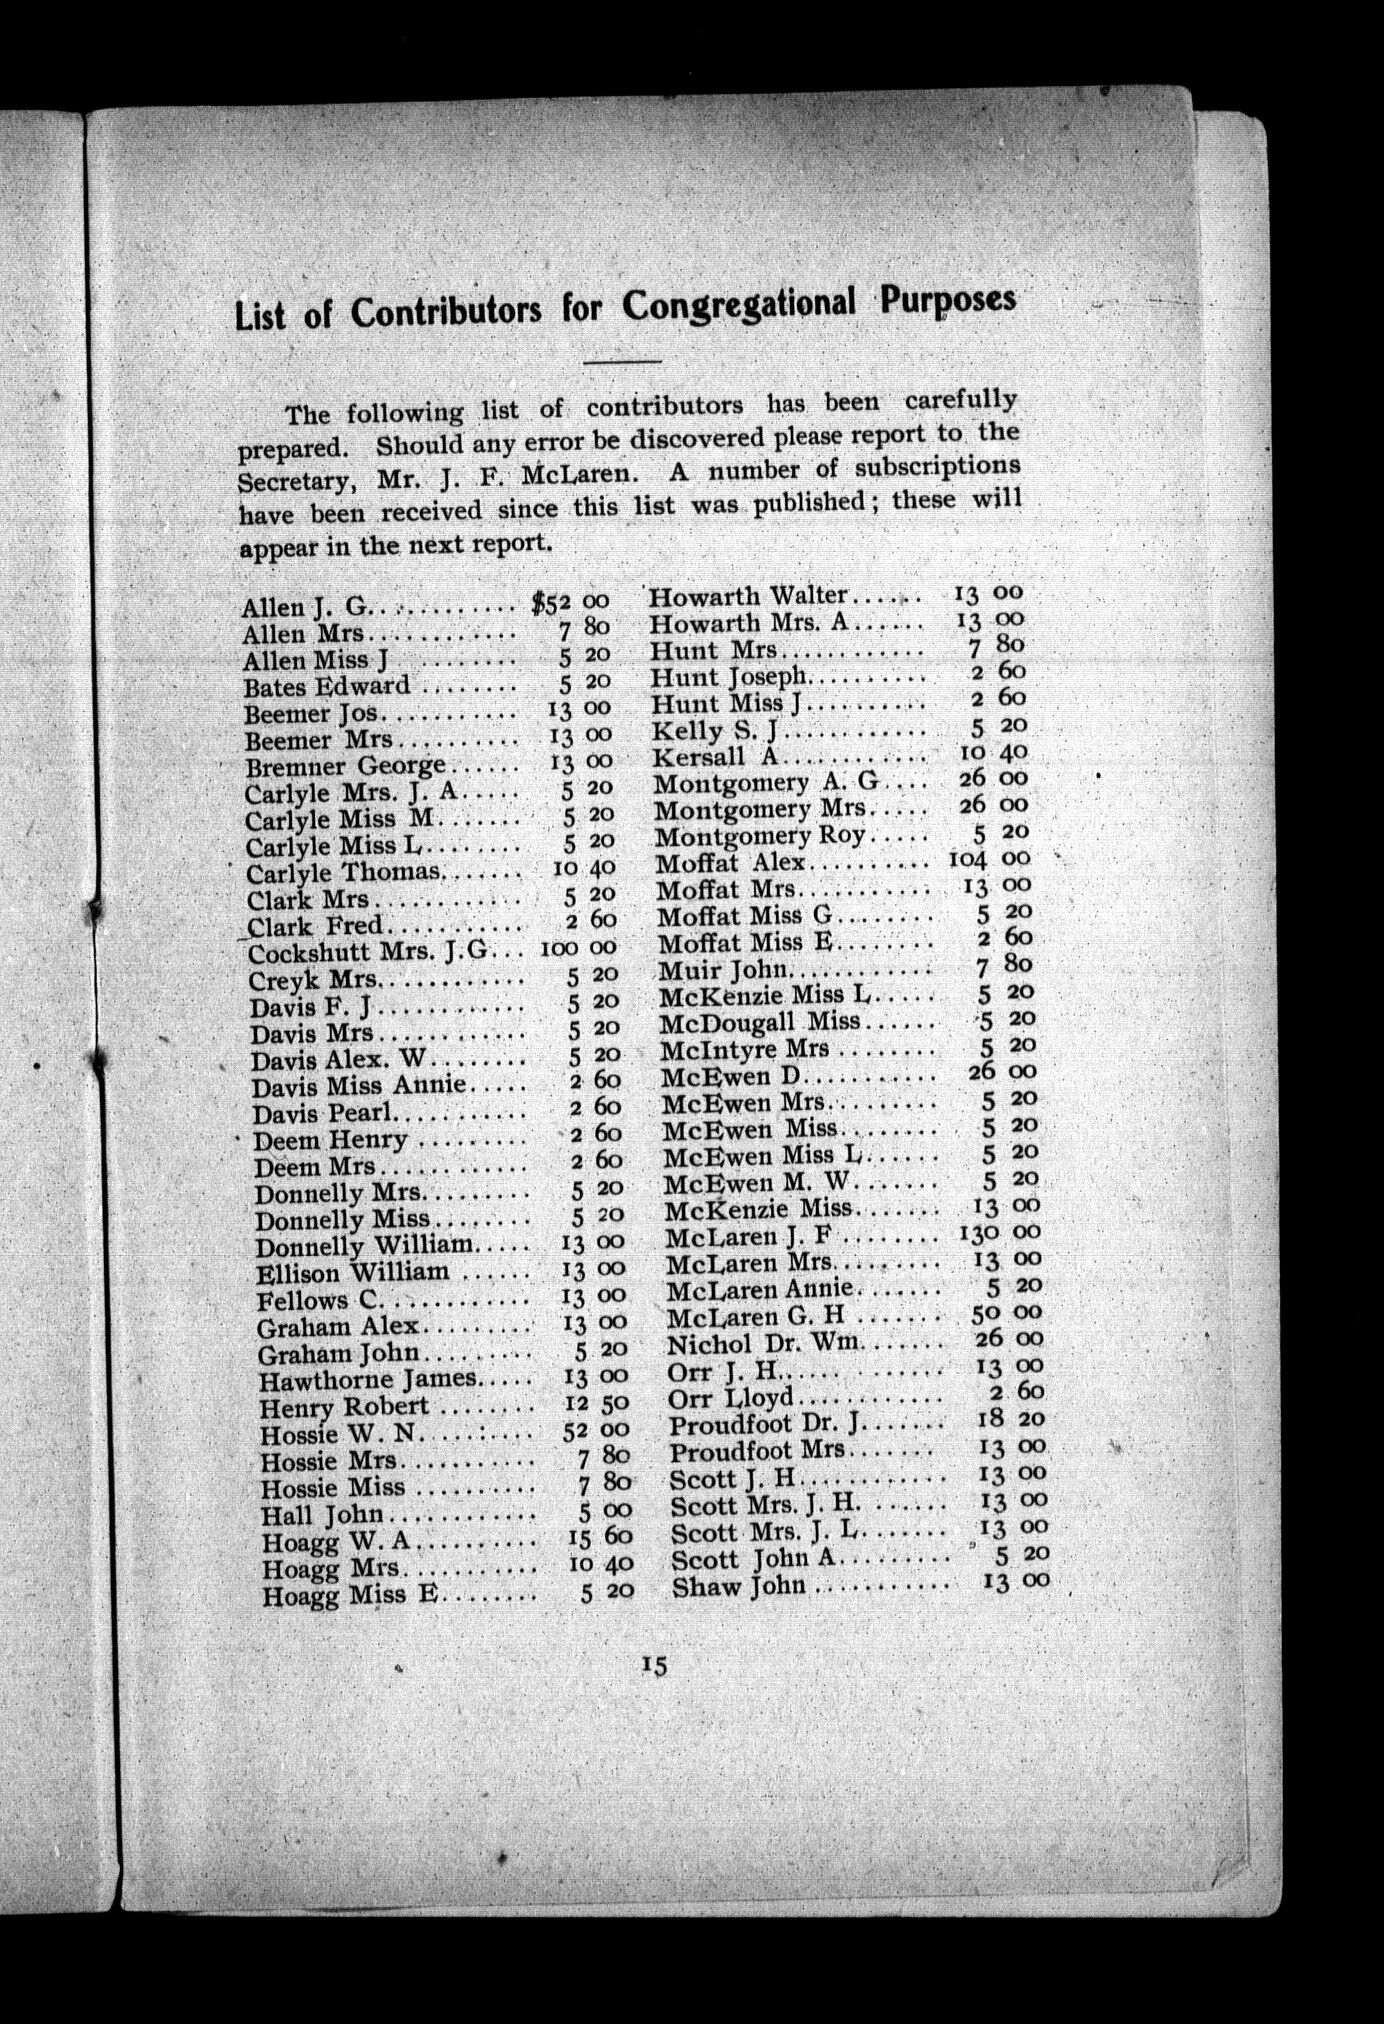 List of Contributors for Congregational Purposes
The following list of contributors has been carefully
prepared. Should any error be discovered please report to the
Secretary, Mr. J. F. McLaren. A number of subscriptions
have been received since this list was published; these will
appear in the next report.
Allen J. G............ $52 00
Allen Mrs............ 7 80
Allen Miss J ......... 5 20
Bates Edward ........ 5 20
Beemer Jos........... 13 00
Beemer Mrs.......... 13 00
Bremner George...... 13 00
Carlyle Mrs. J. A..... 5 20
Carlyle Miss M....... 5 20
Carlyle Miss L........ 5 20
Carlyle Thomas....... 10 40
Clark Mrs............ 5 20
Clark Fred........... 2 60
Cockshutt Mrs. J.G... 100 00
Creyk Mrs............ 5 20
Davis F. J............ 5 20
Davis Mrs............ 5 20
Davis Alex. W........ 5 20
Davis Miss Annie..... 2 60
Davis Pearl........... 2 60
Deem Henry ......... 2 60
Deem Mrs............ 2 60
Donnelly Mrs......... 5 20
Donnelly Miss........ 5 20
Donnelly William..... 13 00
Ellison William ...... 13 00
Fellows C............ 13 00
Graham Alex......... 13 00
Graham John......... 5 20
Hawthorne James..... 13 00
Henry Robert ........ 12 50
Hossie W. N.......... 52 00
Hossie Mrs........... 7 80
Hossie Miss .......... 7 80
Hall John............ 5 00
Hoagg W. A.......... 15 60
Hoagg Mrs........... 10 40
Hoagg Miss E........ 5 20
Howarth Walter...... 13 00
Howarth Mrs. A...... 13 00
Hunt Mrs............ 7 80
Hunt Joseph.......... 2 60
Hunt Miss J.......... 2 60
Kelly S. J............ 5 20
Kersall A............ 10 40
Montgomery A. G.... 26 00
Montgomery Mrs..... 26 00
Montgomery Roy..... 5 20
Moffat Alex.......... 104 00
Moffat Mrs........... 13 00
Moffat Miss G........ 5 20
Moffat Miss E........ 2 60
Muir John............ 7 80
McKenzie Miss L..... 5 20
McDougall Miss...... 5 20
McIntyre Mrs ........ 5 20
McEwen D........... 26 00
McEwen Mrs......... 5 20
McEwen Miss........ 5 20
McEwen Miss L...... 5 20
McEwen M. W....... 5 20
McKenzie Miss....... 13 00
McLaren J. F ........ 130 00
McLaren Mrs......... 13 00
McLaren Annie....... 5 20
McLaren G. H ....... 50 00
Nichol Dr. Wm....... 26 00
Orr J. H............ 13 00
Orr Lloyd............ 2 60
Proudfoot Dr. J....... 18 20
Proudfoot Mrs....... 13 00
Scott J. H............ 13 00
Scott Mrs. J. H. ...... 13 00
Scott Mrs. J. L....... 13 00
Scott John A......... 5 20
Shaw John ........... 13 00
15